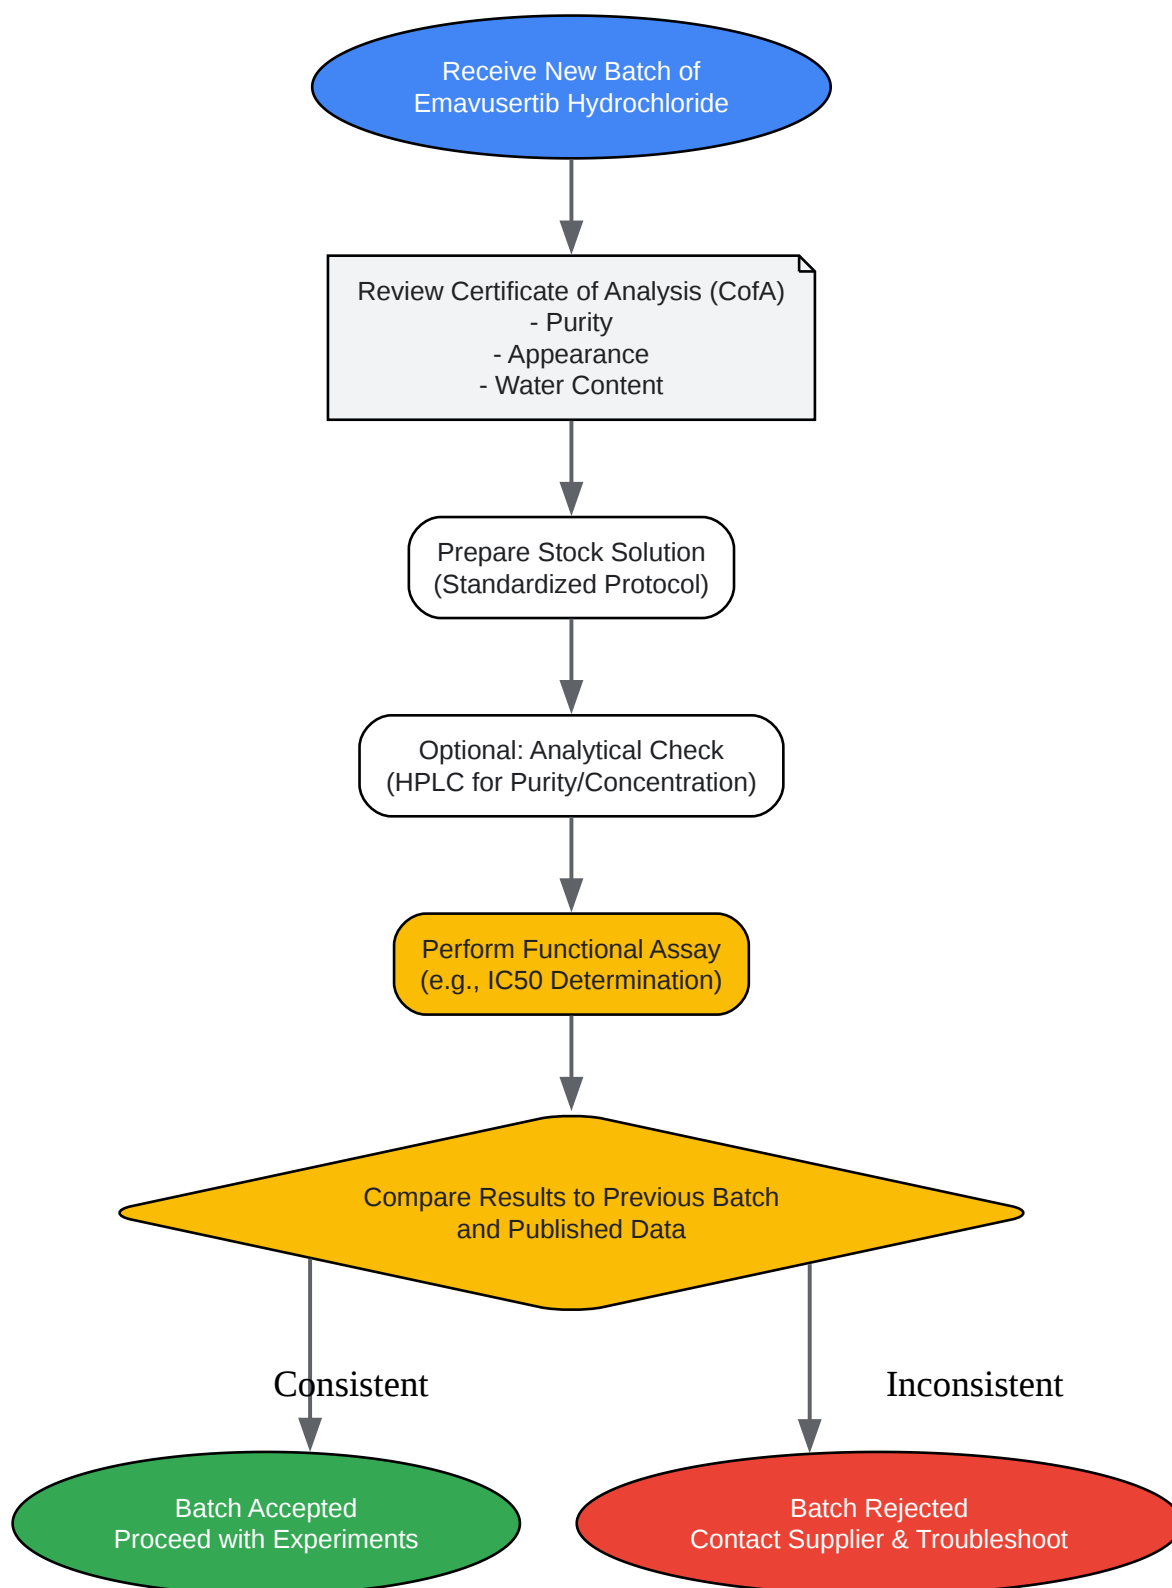 Receive New Batch of
Emavusertib Hydrochloride
Review Certificate of Analysis (CofA)
- Purity
- Appearance
- Water Content
Prepare Stock Solution
(Standardized Protocol)
Optional: Analytical Check
(HPLC for Purity/Concentration)
Perform Functional Assay
(e.g., IC50 Determination)
Compare Results to Previous Batch
and Published Data
Consistent
Inconsistent
Batch Accepted
Proceed with Experiments
Batch Rejected
Contact Supplier & Troubleshoot